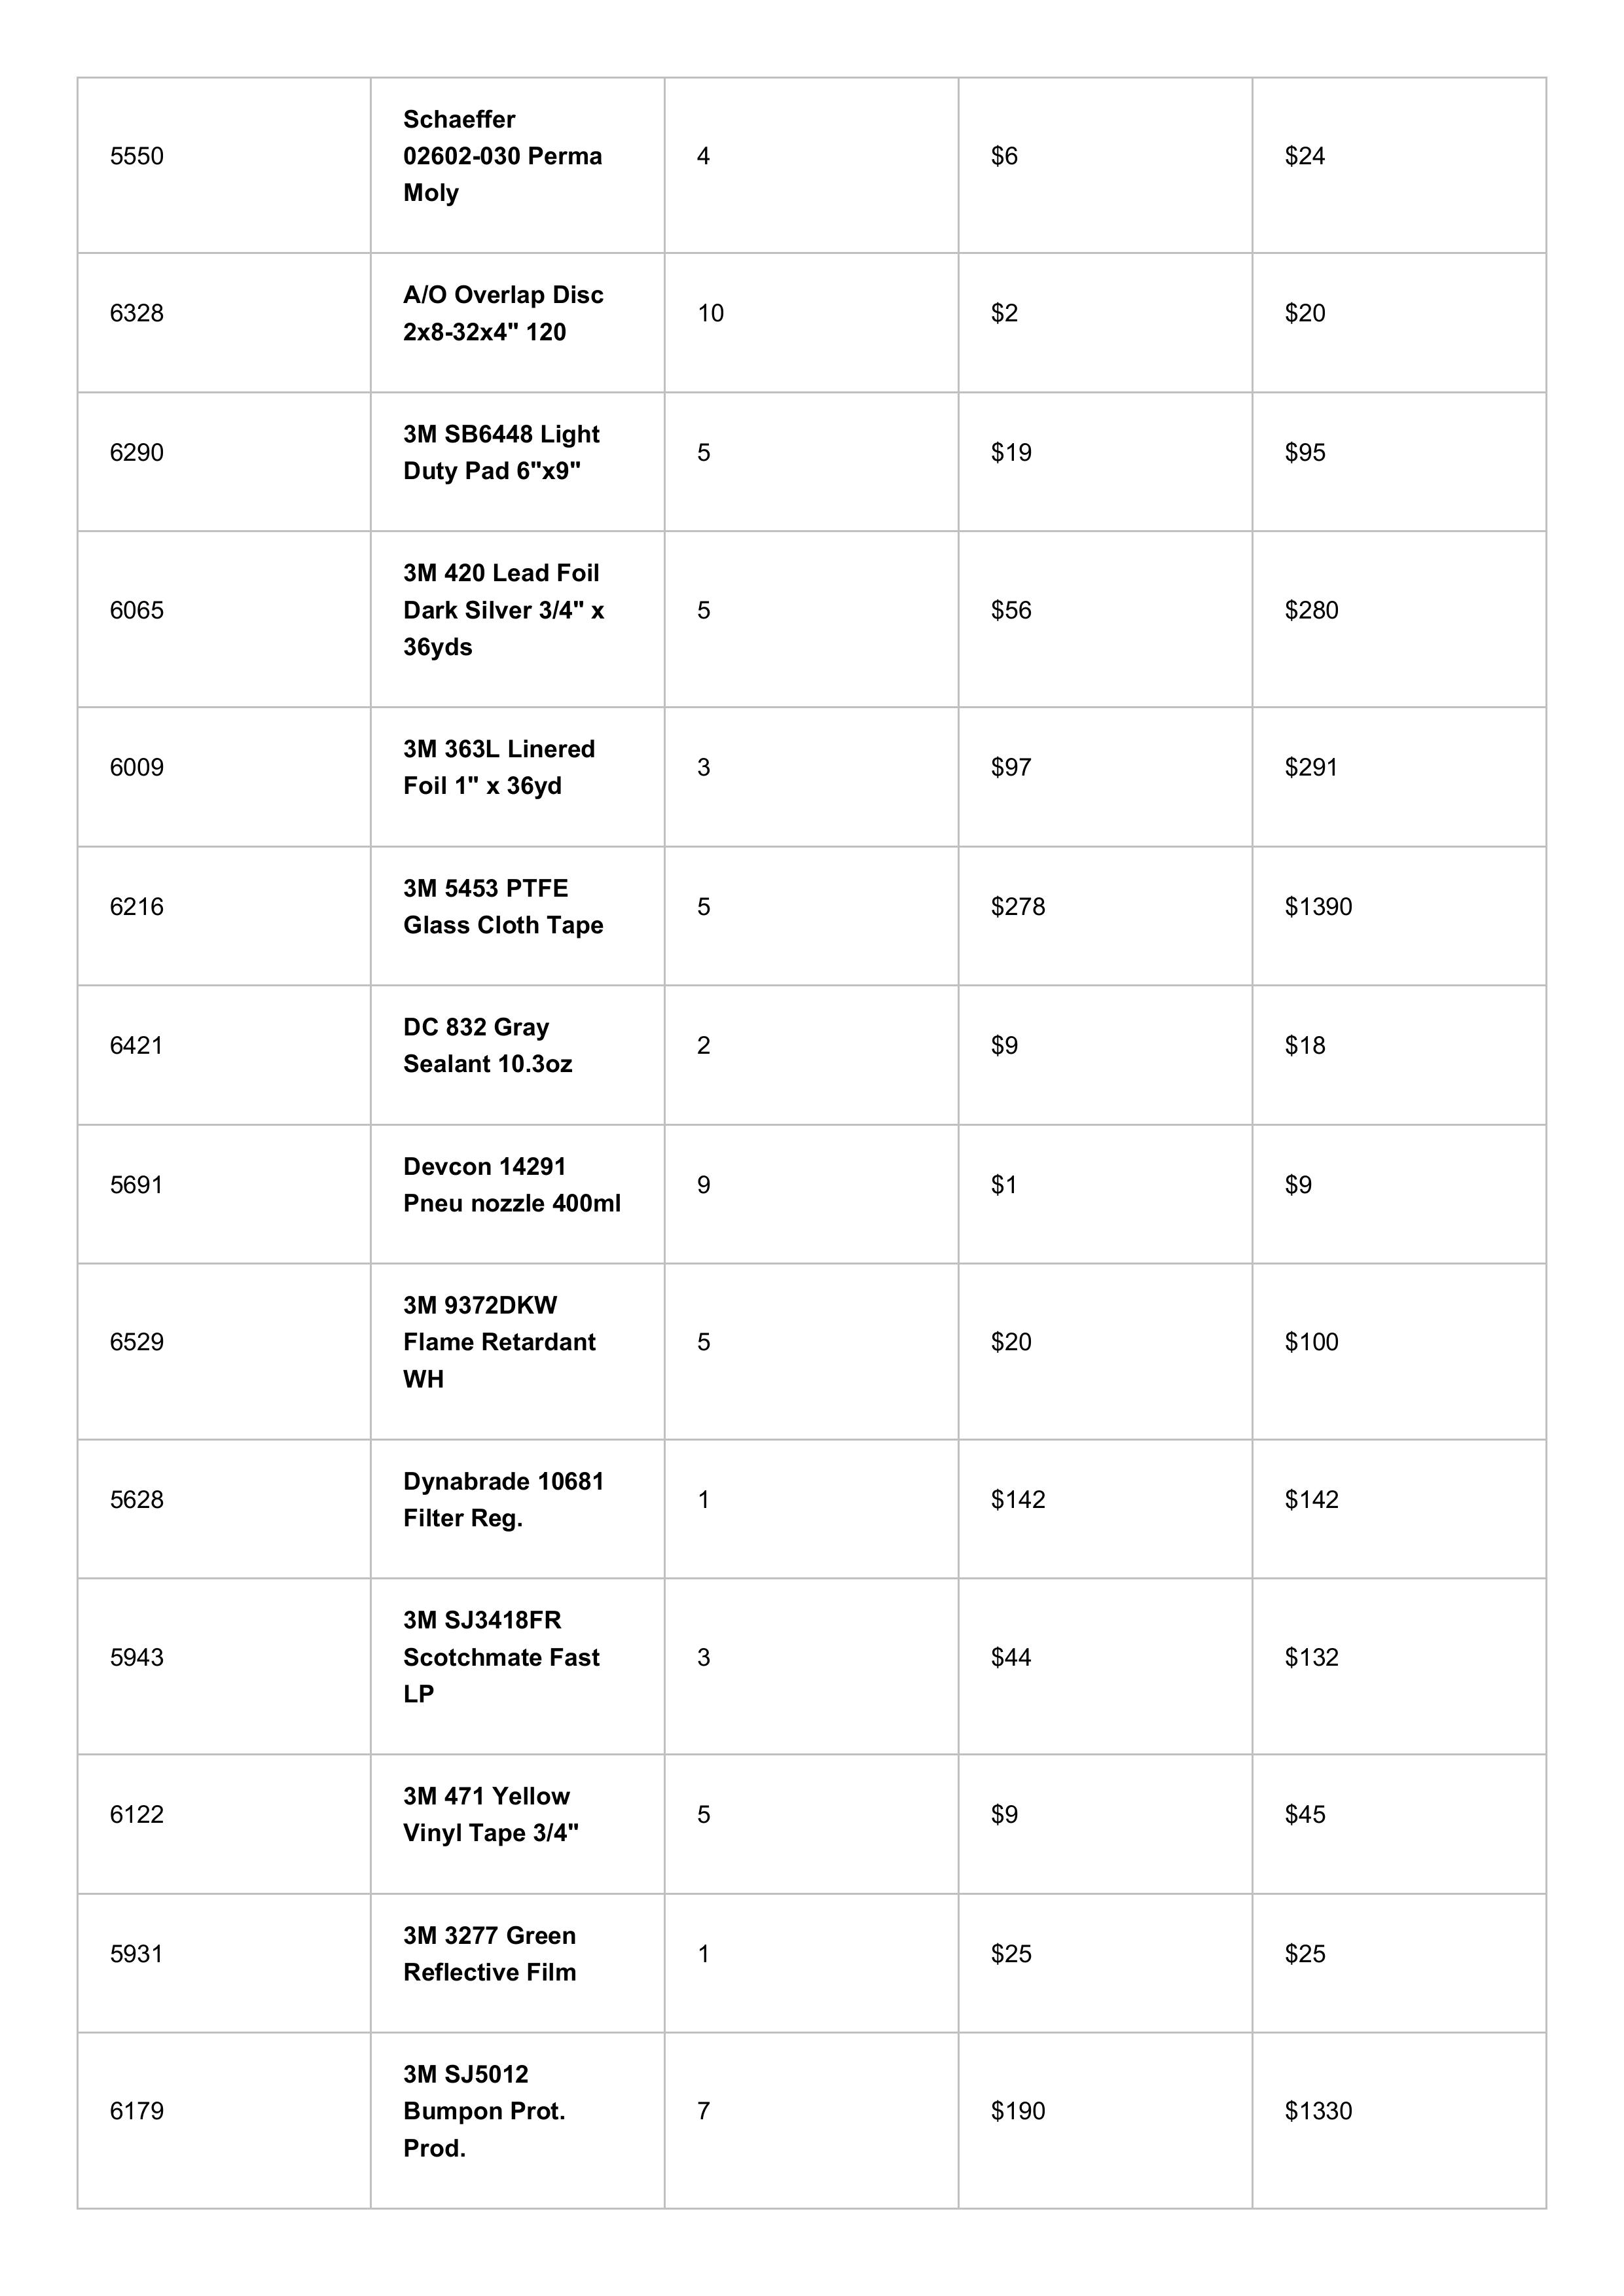 5550
Schaeffer
02602-030 Perma
Moly
4
$6
$24
6328
A/O Overlap Disc
2x8-32x4" 120
10
$2
$20
6290
3M SB6448 Light
Duty Pad 6"x9"
5
$19
$95
6065
3M 420 Lead Foil
Dark Silver 3/4" x
36yds
5
$56
$280
6009
3M 363L Linered
Foil 1" x 36yd
3
$97
$291
6216
3M 5453 PTFE
Glass Cloth Tape
5
$278
$1390
6421
DC 832 Gray
Sealant 10.3oz
2
$9
$18
5691
Devcon 14291
Pneu nozzle 400ml
9
$1
$9
6529
3M 9372DKW
Flame Retardant
WH
5
$20
$100
5628
Dynabrade 10681
Filter Reg.
1
$142
$142
5943
3M SJ3418FR
Scotchmate Fast
LP
3
$44
$132
6122
3M 471 Yellow
Vinyl Tape 3/4"
5
$9
$45
5931
3M 3277 Green
Reflective Film
1
$25
$25
6179
3M SJ5012
Bumpon Prot.
Prod.
7
$190
$1330